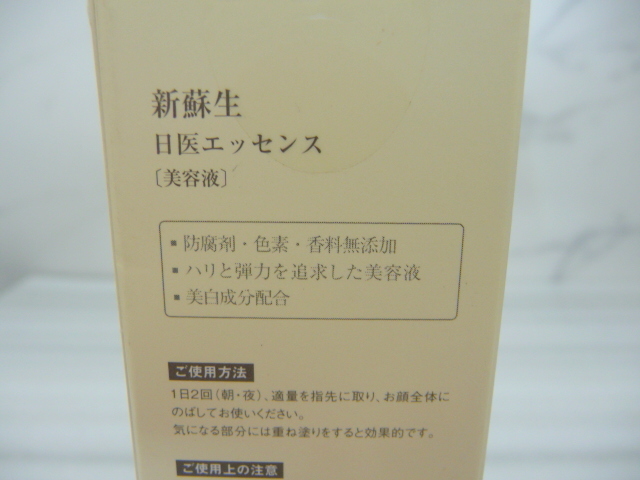 新蘇生
日医エッセンス
〔美容液〕
▪防腐剤・色素・香料無添加
▪ハリと弾力を追求した美容液
▪美白成分配合
ご使用方法
1日2回(朝・夜)、適量を指先に取り、お顔全体に
のばしてお使いください。
気になる部分には重ね塗りをすると効果的です。
ご使用上の注意